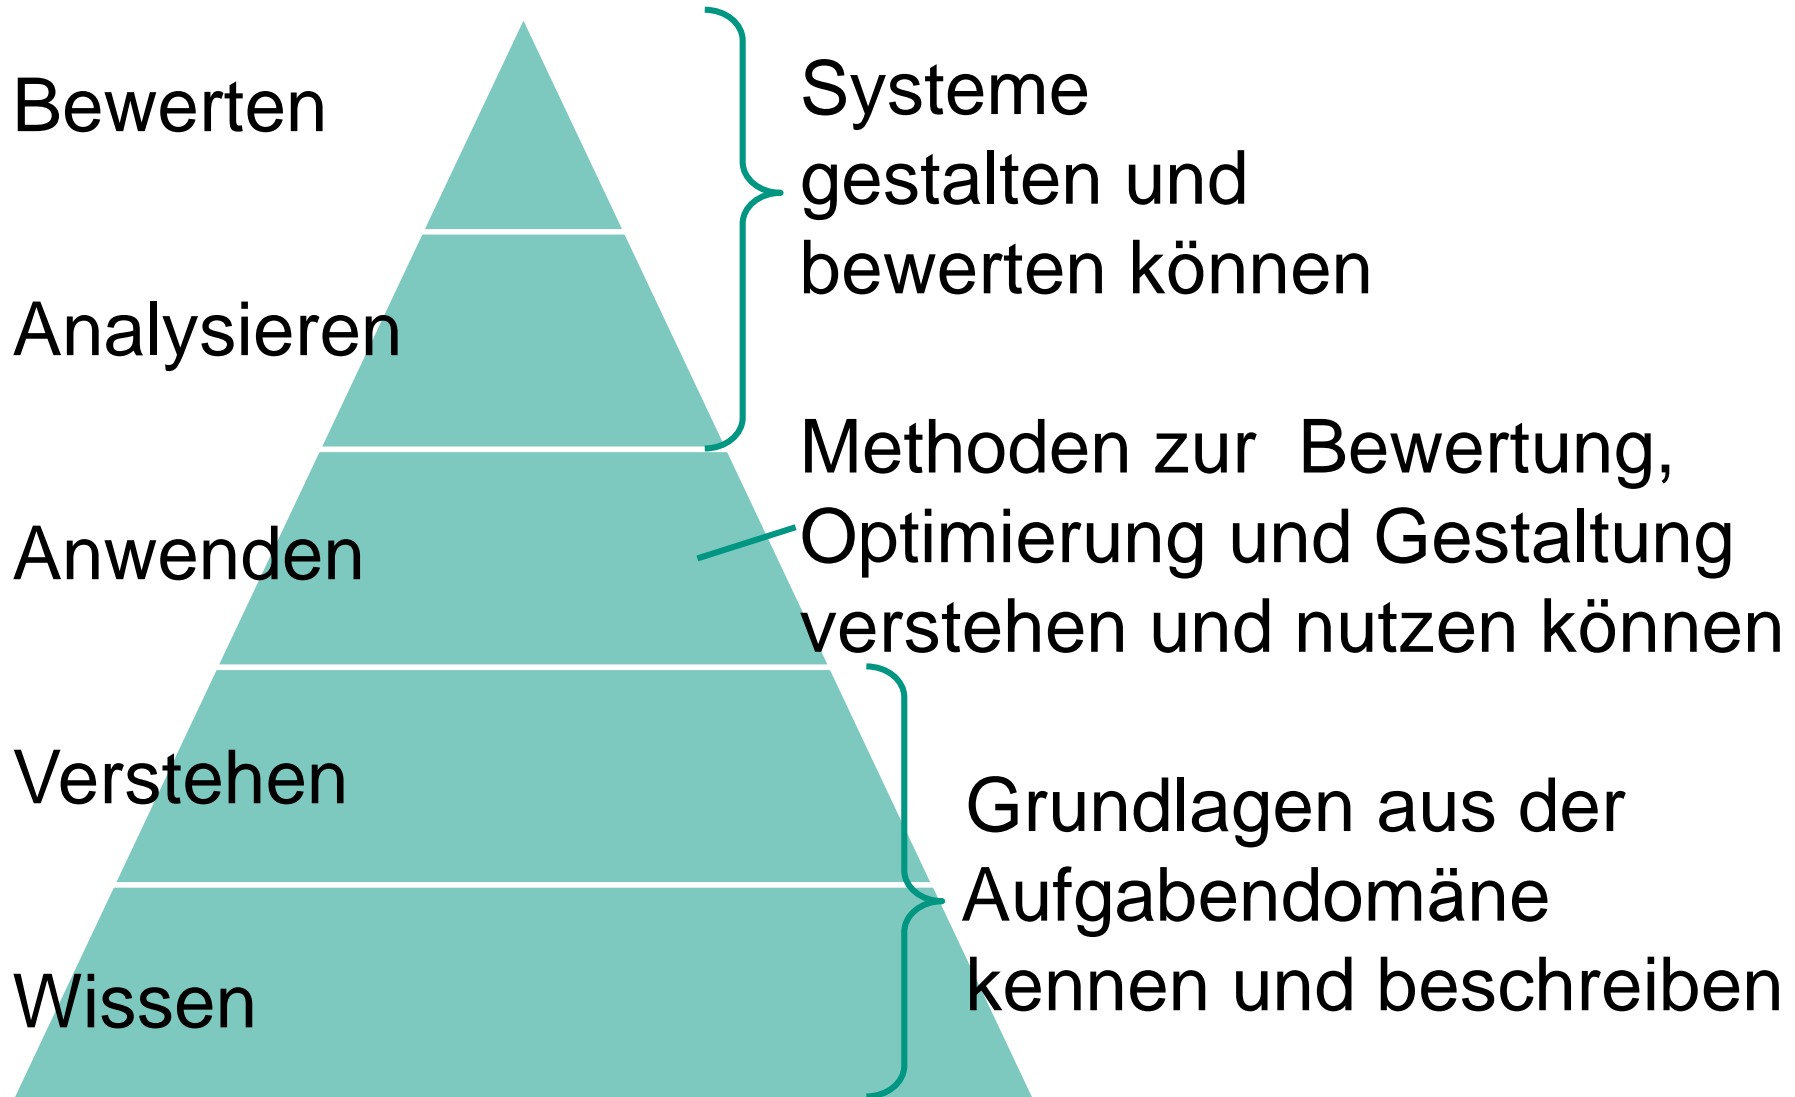 Bewerten
Analysieren
Anwenden
Verstehen
Wissen
Systeme
gestalten und
bewerten können
Methoden zur  Bewertung,
Optimierung und Gestaltung
verstehen und nutzen können
Grundlagen aus der
Aufgabendomäne
kennen und beschreiben